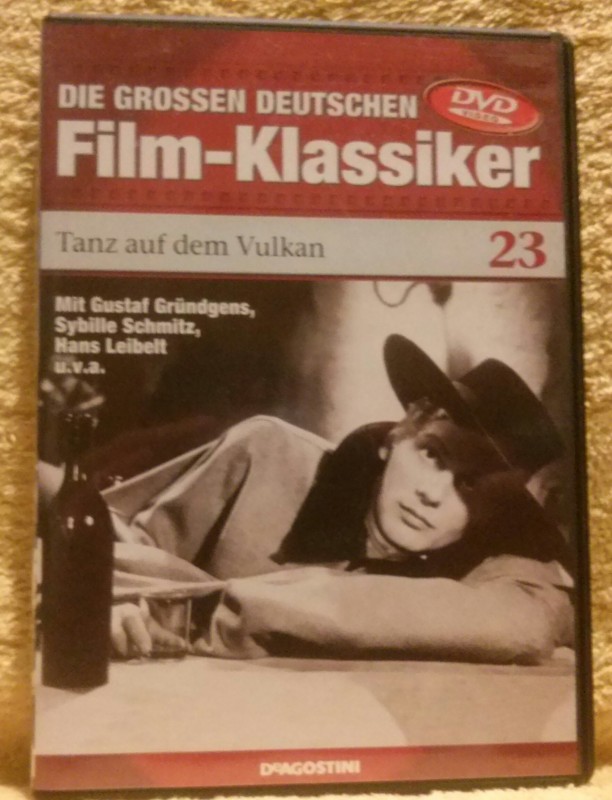 DIE GROSSEN DEUTSCHEN
DVD
VIDEO
Film-Klassiker
Tanz auf dem Vulkan
23
Mit Gustaf Gründgens,
Sybille Schmitz,
Hans Leibelt
u.v.a.
DeAGOSTINI